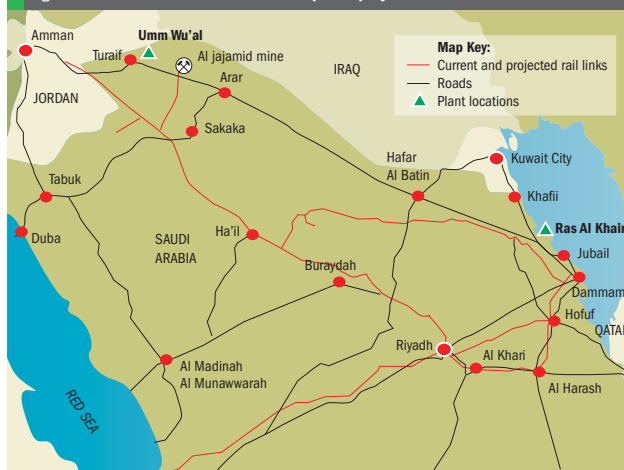 Amman
Umm Wu'al
Turaif
Al jajamid mine
IRAQ
Map Key:
Current and projected rail links
Roads
Plant locations
JORDAN
Arar
Sakaka
Hafar
Al Batin
Kuwait City
Khafii
Tabuk
Duba
SAUDI
ARABIA
Ha'il
Ras Al Khair
Jubail
Buraydah
Dammam
Hofuf
QATAR
Riyadh
Al Khari
Al Madinah
Al Munawwarah
Al Harash
RED SEA